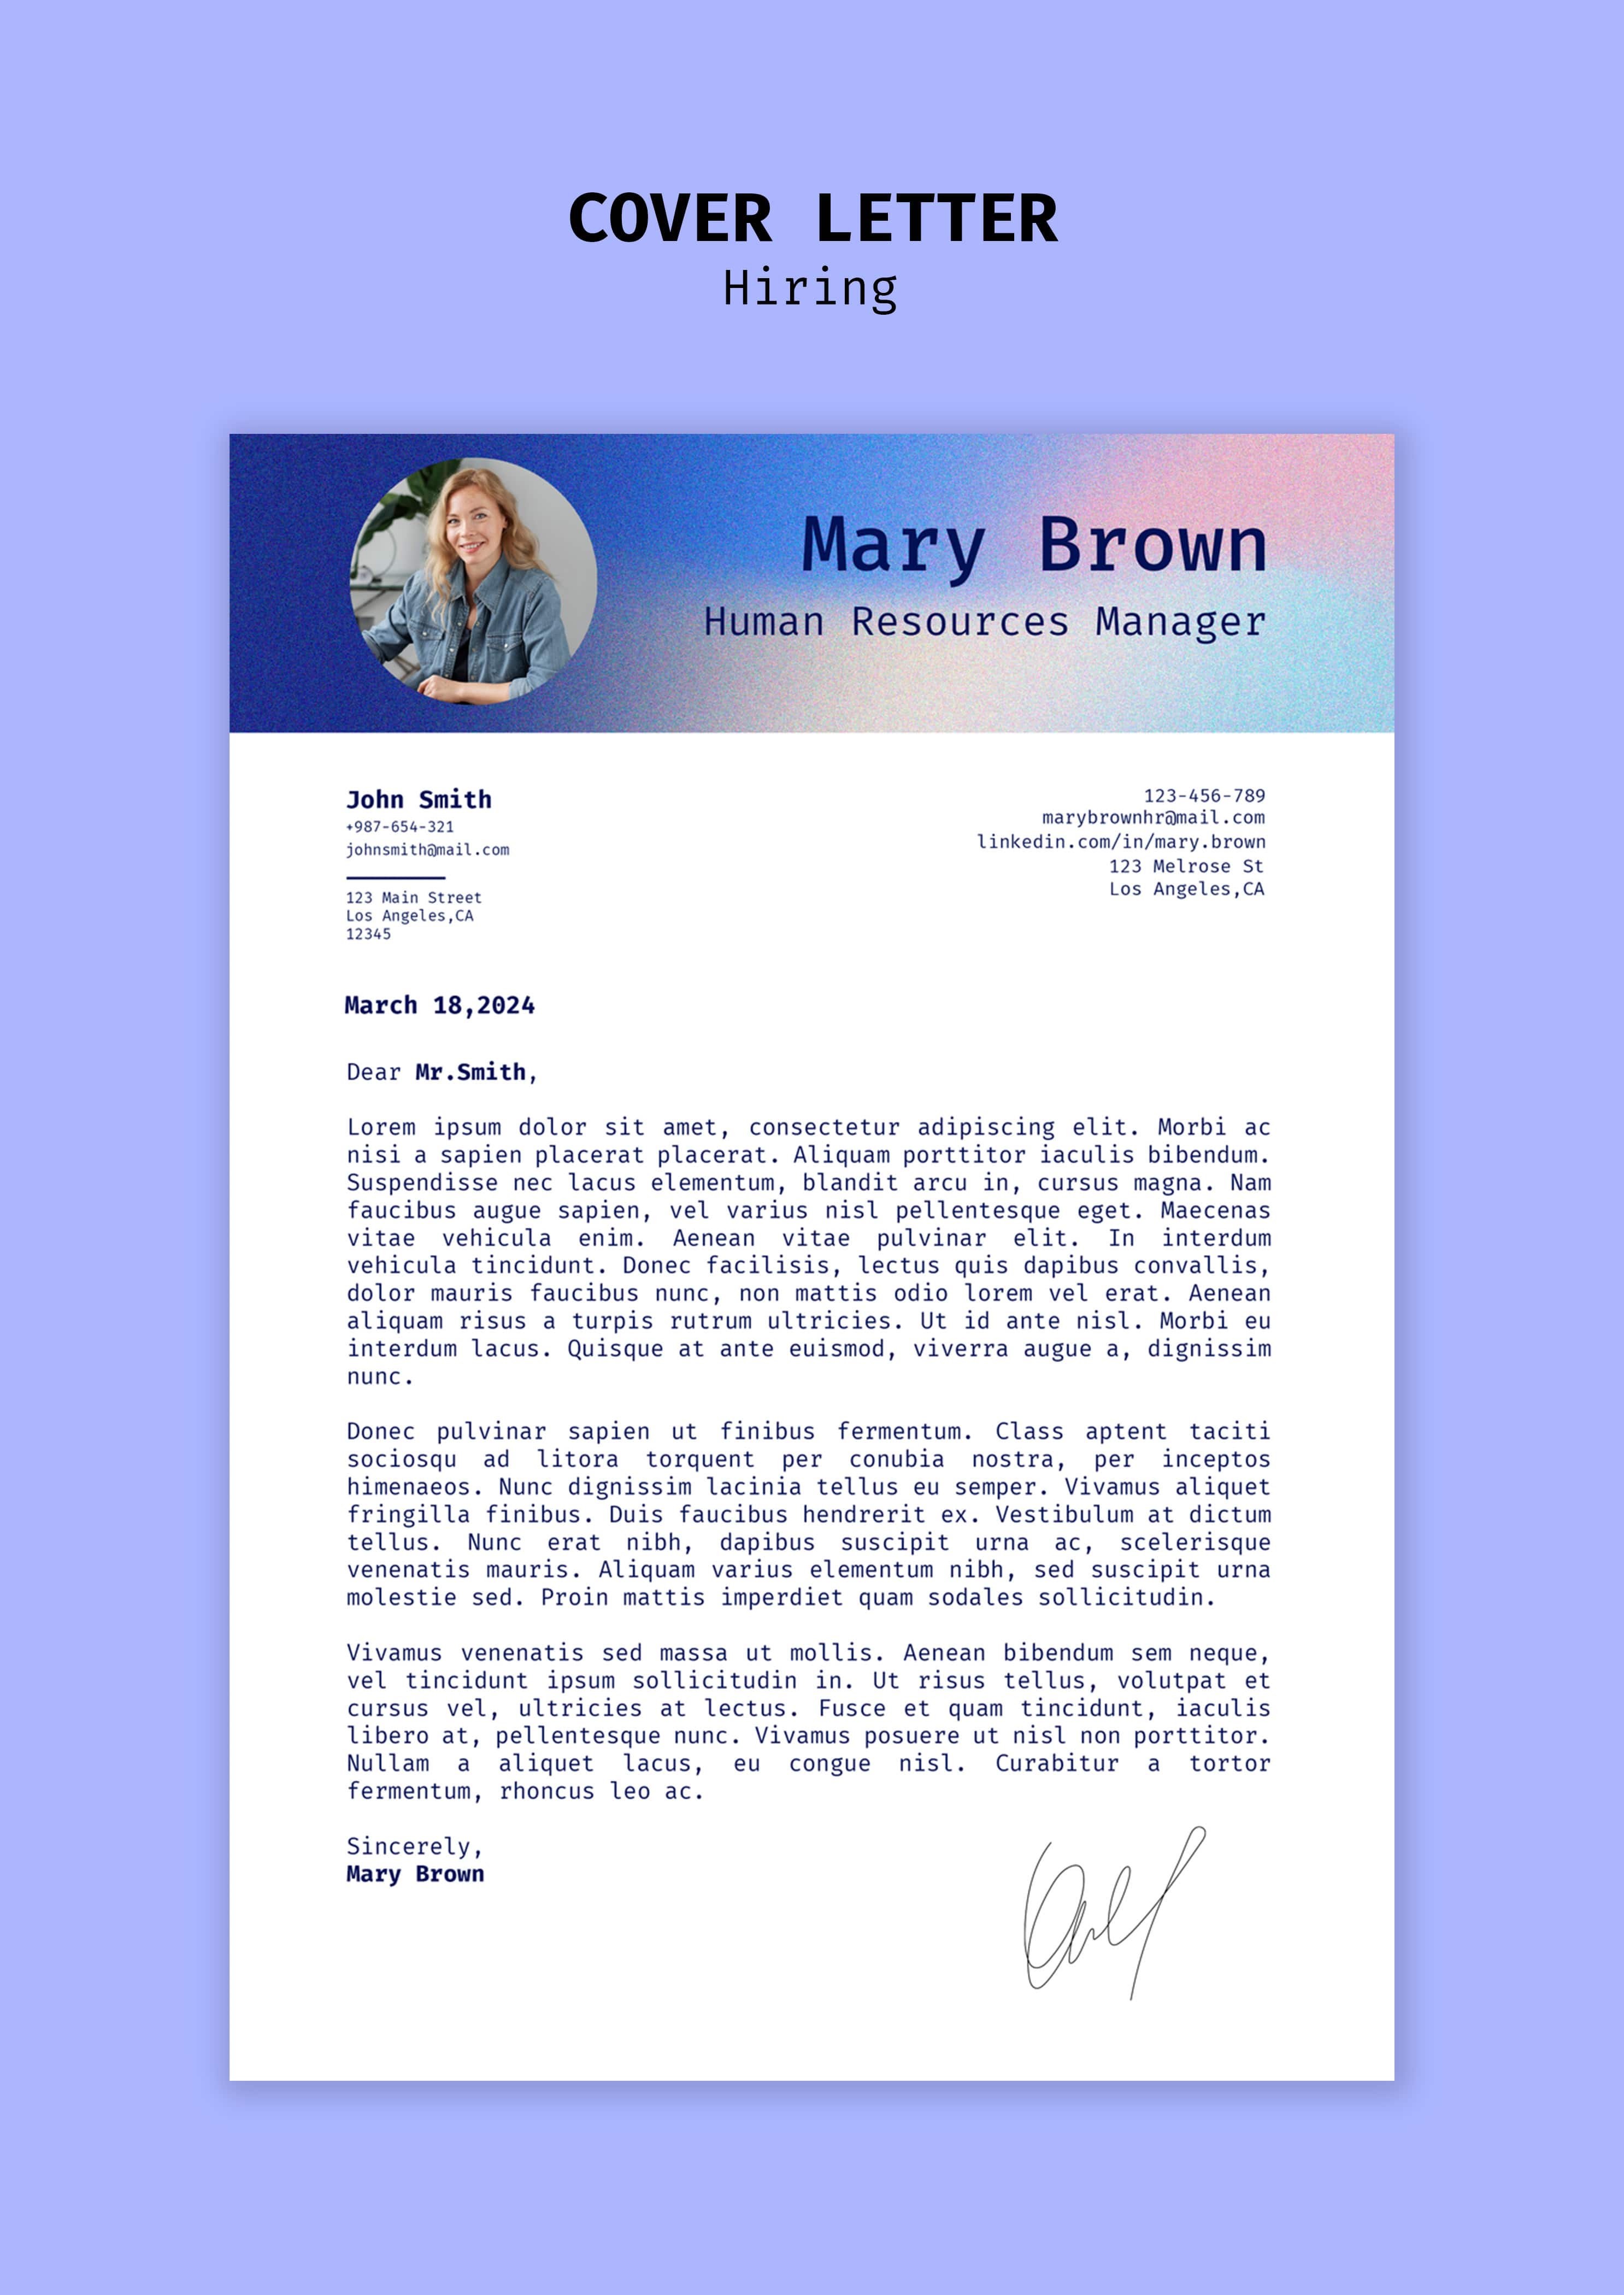 COVER LETTER
Hiring
Mary Brown
Human Resources Manager
John Smith
+987-654-321
johnsmith@mail.com
123 Main Street
Los Angeles,CA
12345
123-456-789
marybrownhr@mail.com
linkedin.com/in/mary.brown
123 Melrose St
Los Angeles,CA
March 18,2024
Dear Mr.Smith,
Lorem ipsum dolor sit amet, consectetur adipiscing elit. Morbi ac
nisi a sapien placerat placerat. Aliquam porttitor iaculis bibendum.
Suspendisse nec lacus elementum, blandit arcu in, cursus magna. Nam
faucibus augue sapien, vel varius nisl pellentesque eget. Maecenas
vitae vehicula enim. Aenean vitae pulvinar elit. In interdum
vehicula tincidunt. Donec facilisis, lectus quis dapibus convallis,
dolor mauris faucibus nunc, non mattis odio lorem vel erat. Aenean
aliquam risus a turpis rutrum ultricies. Ut id ante nisl. Morbi eu
interdum lacus. Quisque at ante euismod, viverra augue a, dignissim
nunc.
Donec pulvinar sapien ut finibus fermentum. Class aptent taciti
sociosqu ad litora torquent per conubia nostra, per inceptos
himenaeos. Nunc dignissim lacinia tellus eu semper. Vivamus aliquet
fringilla finibus. Duis faucibus hendrerit ex. Vestibulum at dictum
tellus. Nunc erat nibh, dapibus suscipit urna ac, scelerisque
venenatis mauris. Aliquam varius elementum nibh, sed suscipit urna
molestie sed. Proin mattis imperdiet quam sodales sollicitudin.
Vivamus venenatis sed massa ut mollis. Aenean bibendum sem neque,
vel tincidunt ipsum sollicitudin in. Ut risus tellus, volutpat et
cursus vel, ultricies at lectus. Fusce et quam tincidunt, iaculis
libero at, pellentesque nunc. Vivamus posuere ut nisl non porttitor.
Nullam a aliquet lacus, eu congue nisl. Curabitur a tortor
fermentum, rhoncus leo ac.
Sincerely,
Mary Brown